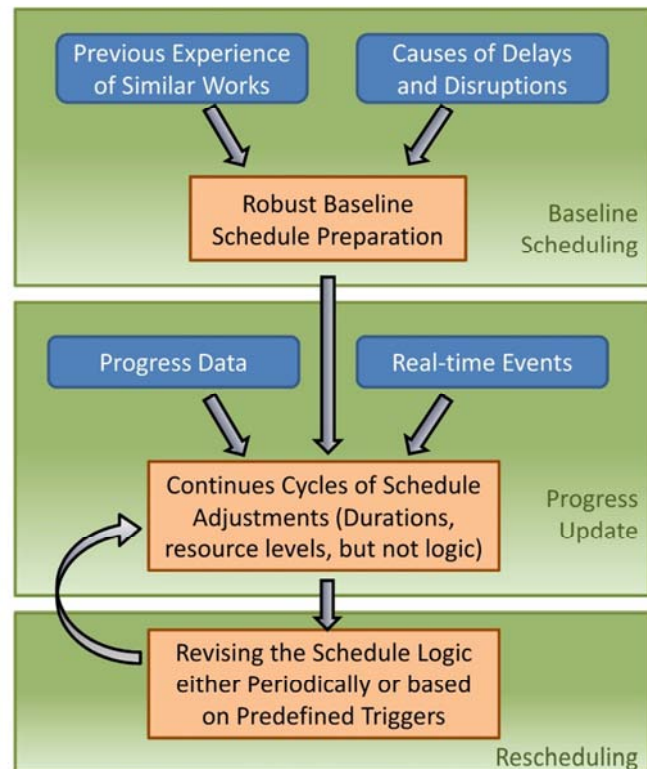 Previous Experience
of Similar Works
Causes of Delays
and Disruptions
Robust Baseline
Schedule Preparation
Baseline
Scheduling
Progress Data
Real-time Events
Continues Cycles of Schedule
Adjustments (Durations,
resource levels, but not logic)
Progress
Update
Revising the Schedule Logic
either Periodically or based
on Predefined Triggers
Rescheduling